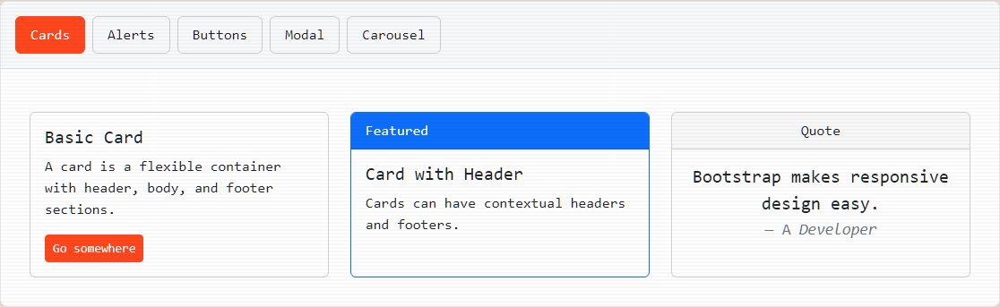 Cards
Alerts
Buttons
Modal
Carousel
Basic Card
A card is a flexible container
with header, body, and footer
sections.
Go somewhere
Featured
Card with Header
Cards can have contextual headers
and footers.
Quote
Bootstrap makes responsive
design easy.
— A Developer